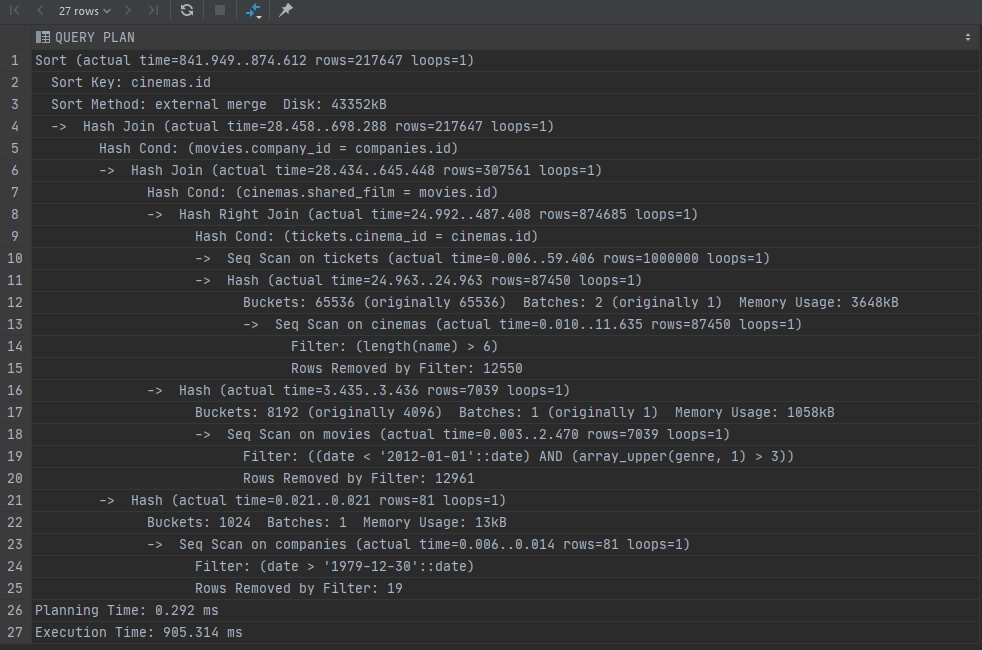 27 rows
QUERY PLAN
1 Sort (actual time=841.949..874.612 rows=217647 loops=1)
2 Sort Key: cinemas.id
3 Sort Method: external merge  Disk: 43352kB
4 ->  Hash Join (actual time=28.458..698.288 rows=217647 loops=1)
5 Hash Cond: (movies.company_id = companies.id)
6 ->  Hash Join (actual time=28.434..645.448 rows=307561 loops=1)
7 Hash Cond: (cinemas.shared_film = movies.id)
8 ->  Hash Right Join (actual time=24.992..487.408 rows=874685 loops=1)
9 Hash Cond: (tickets.cinema_id = cinemas.id)
10 ->  Seq Scan on tickets (actual time=0.006..59.406 rows=1000000 loops=1)
11 ->  Hash (actual time=24.963..24.963 rows=87450 loops=1)
12 Buckets: 65536 (originally 65536)  Batches: 2 (originally 1)  Memory Usage: 3648kB
13 ->  Seq Scan on cinemas (actual time=0.010..11.635 rows=87450 loops=1)
14 Filter: (length(name) > 6)
15 Rows Removed by Filter: 12550
16 ->  Hash (actual time=3.435..3.436 rows=7039 loops=1)
17 Buckets: 8192 (originally 4096)  Batches: 1 (originally 1)  Memory Usage: 1058kB
18 ->  Seq Scan on movies (actual time=0.003..2.470 rows=7039 loops=1)
19 Filter: ((date < '2012-01-01'::date) AND (array_upper(genre, 1) > 3))
20 Rows Removed by Filter: 12961
21 ->  Hash (actual time=0.021..0.021 rows=81 loops=1)
22 Buckets: 1024  Batches: 1  Memory Usage: 13kB
23 ->  Seq Scan on companies (actual time=0.006..0.014 rows=81 loops=1)
24 Filter: (date > '1979-12-30'::date)
25 Rows Removed by Filter: 19
26 Planning Time: 0.292 ms
27 Execution Time: 905.314 ms